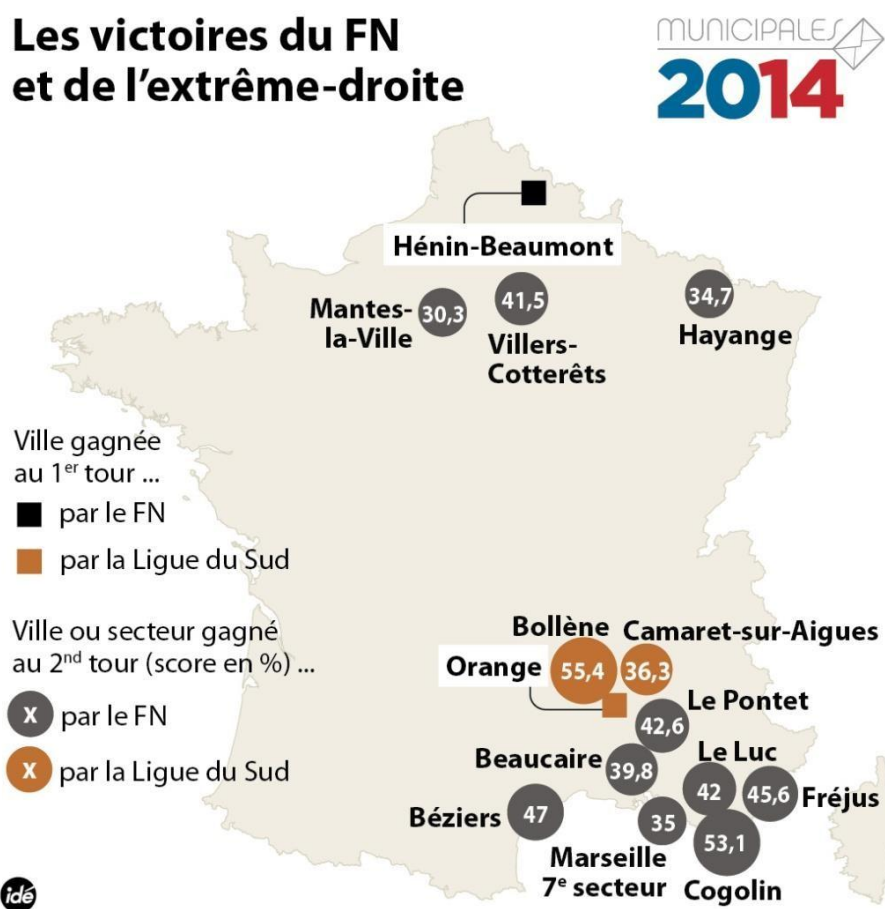 Les victoires du FN
et de l'extrême-droite
MUNICIPALES
2014
Hénin-Beaumont
Mantes-
la-Ville
30,3
41,5
Villers-
Cotterêts
34,7
Hayange
Ville gagnée
au 1er tour ...
par le FN
par la Ligue du Sud
Ville ou secteur gagné
au 2nd tour (score en %) ...
X par le FN
X par la Ligue du Sud
Bollène
55,4
Camaret-sur-Aigues
36,3
Orange
Le Pontet
42,6
Beaucaire
39,8
Le Luc
42
45,6
Fréjus
Béziers
47
35
Marseille
7e secteur
53,1
Cogolin
idé